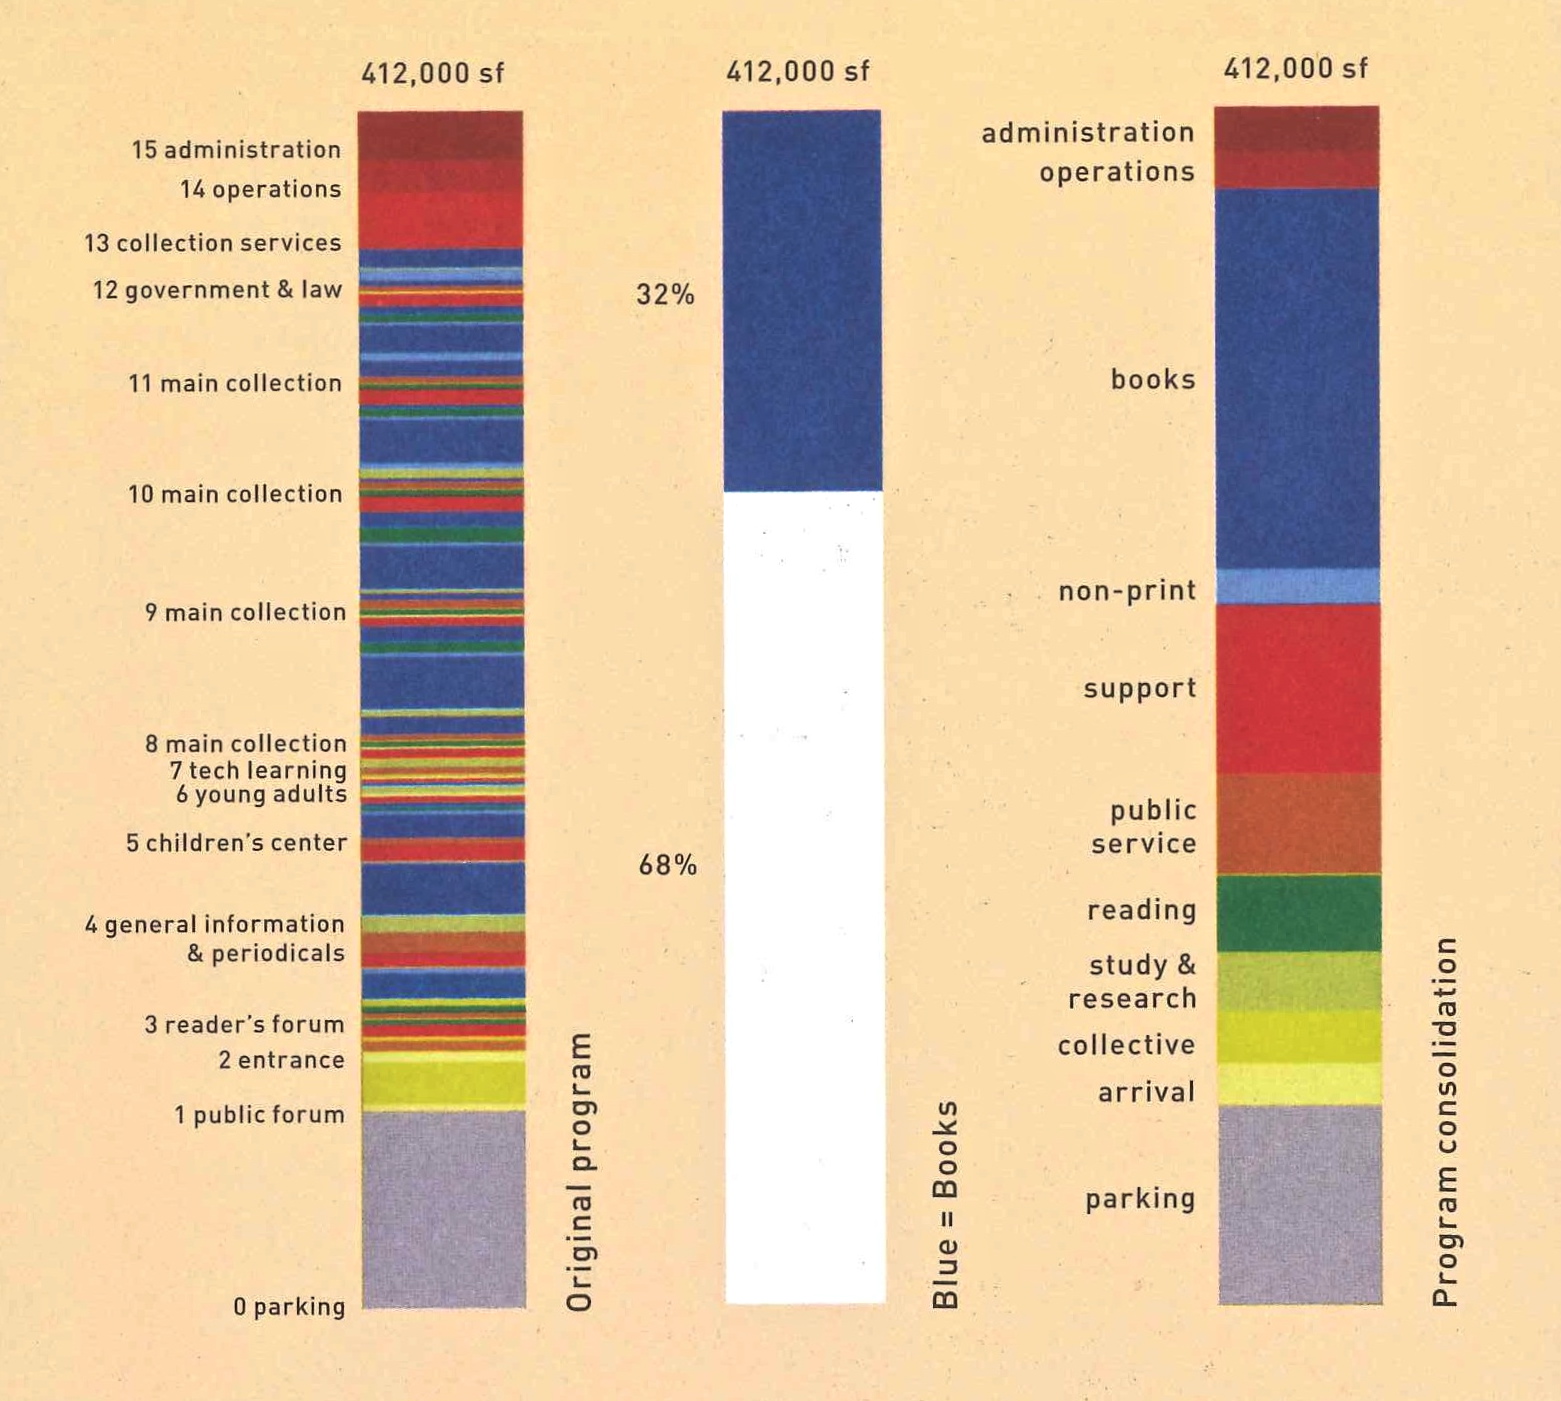 412,000 sf
15 administration
14 operations
13 collection services
12 government & law
11 main collection
10 main collection
9 main collection
8 main collection
7 tech learning
6 young adults
5 children's center
4 general information
& periodicals
3 reader's forum
2 entrance
1 public forum
0 parking
Original program
412,000 sf
32%
68%
Blue = Books
412,000 sf
administration
operations
books
non-print
support
public
service
reading
study &
research
collective
arrival
parking
Program consolidation